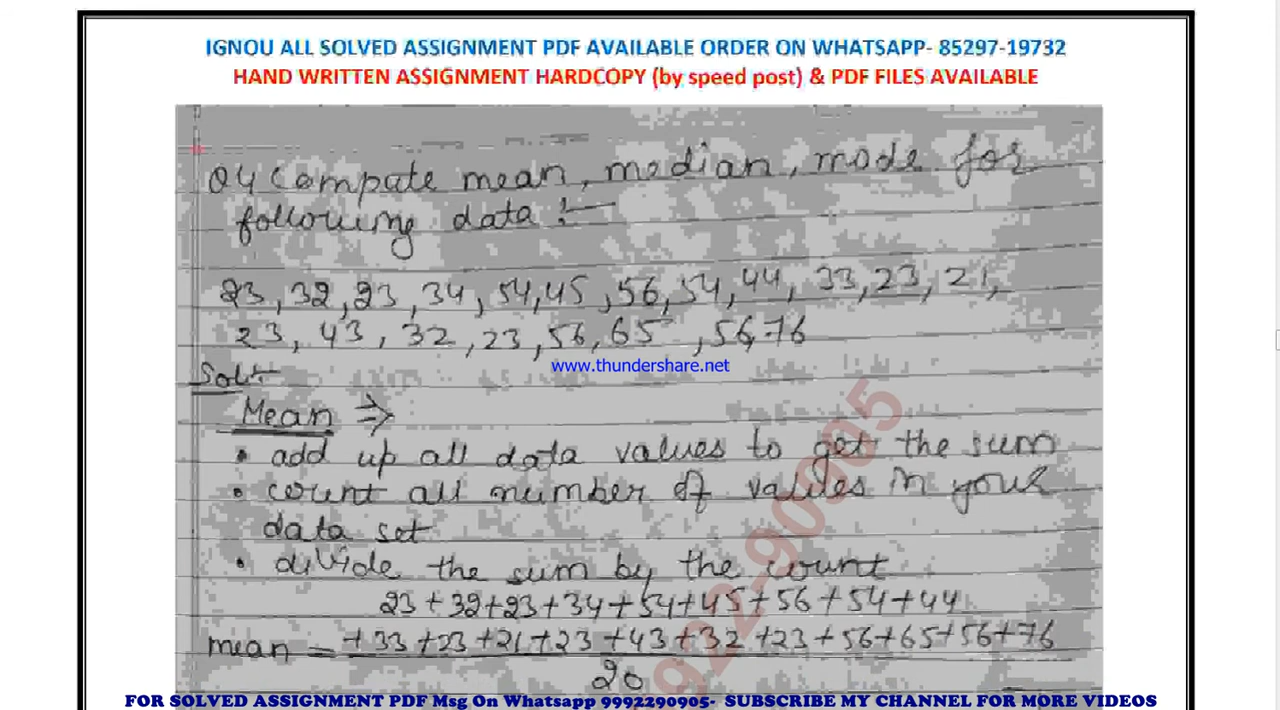 IGNOU ALL SOLVED ASSIGNMENT PDF AVAILABLE ORDER ON WHATSAPP- 85297-19732
HAND WRITTEN ASSIGNMENT HARDCOPY (by speed post) & PDF FILES AVAILABLE
Q4 Compute mean, median, mode for
following data :-
23, 32, 23, 34, 54, 45, 56, 54, 44, 33, 23, 21,
23, 43, 32, 23, 56, 65, 56, 76
www.thundershare.net
Sol:-
Mean ⇒
• add up all data values to get the sum
• count all number of values in your
data set
• divide the sum by the count
23+32+23+34+54+45+56+54+44
mean = +33+23+21+23+43+32+23+56+65+56+76
20
922-90905
FOR SOLVED ASSIGNMENT PDF Msg On Whatsapp 9992290905- SUBSCRIBE MY CHANNEL FOR MORE VIDEOS